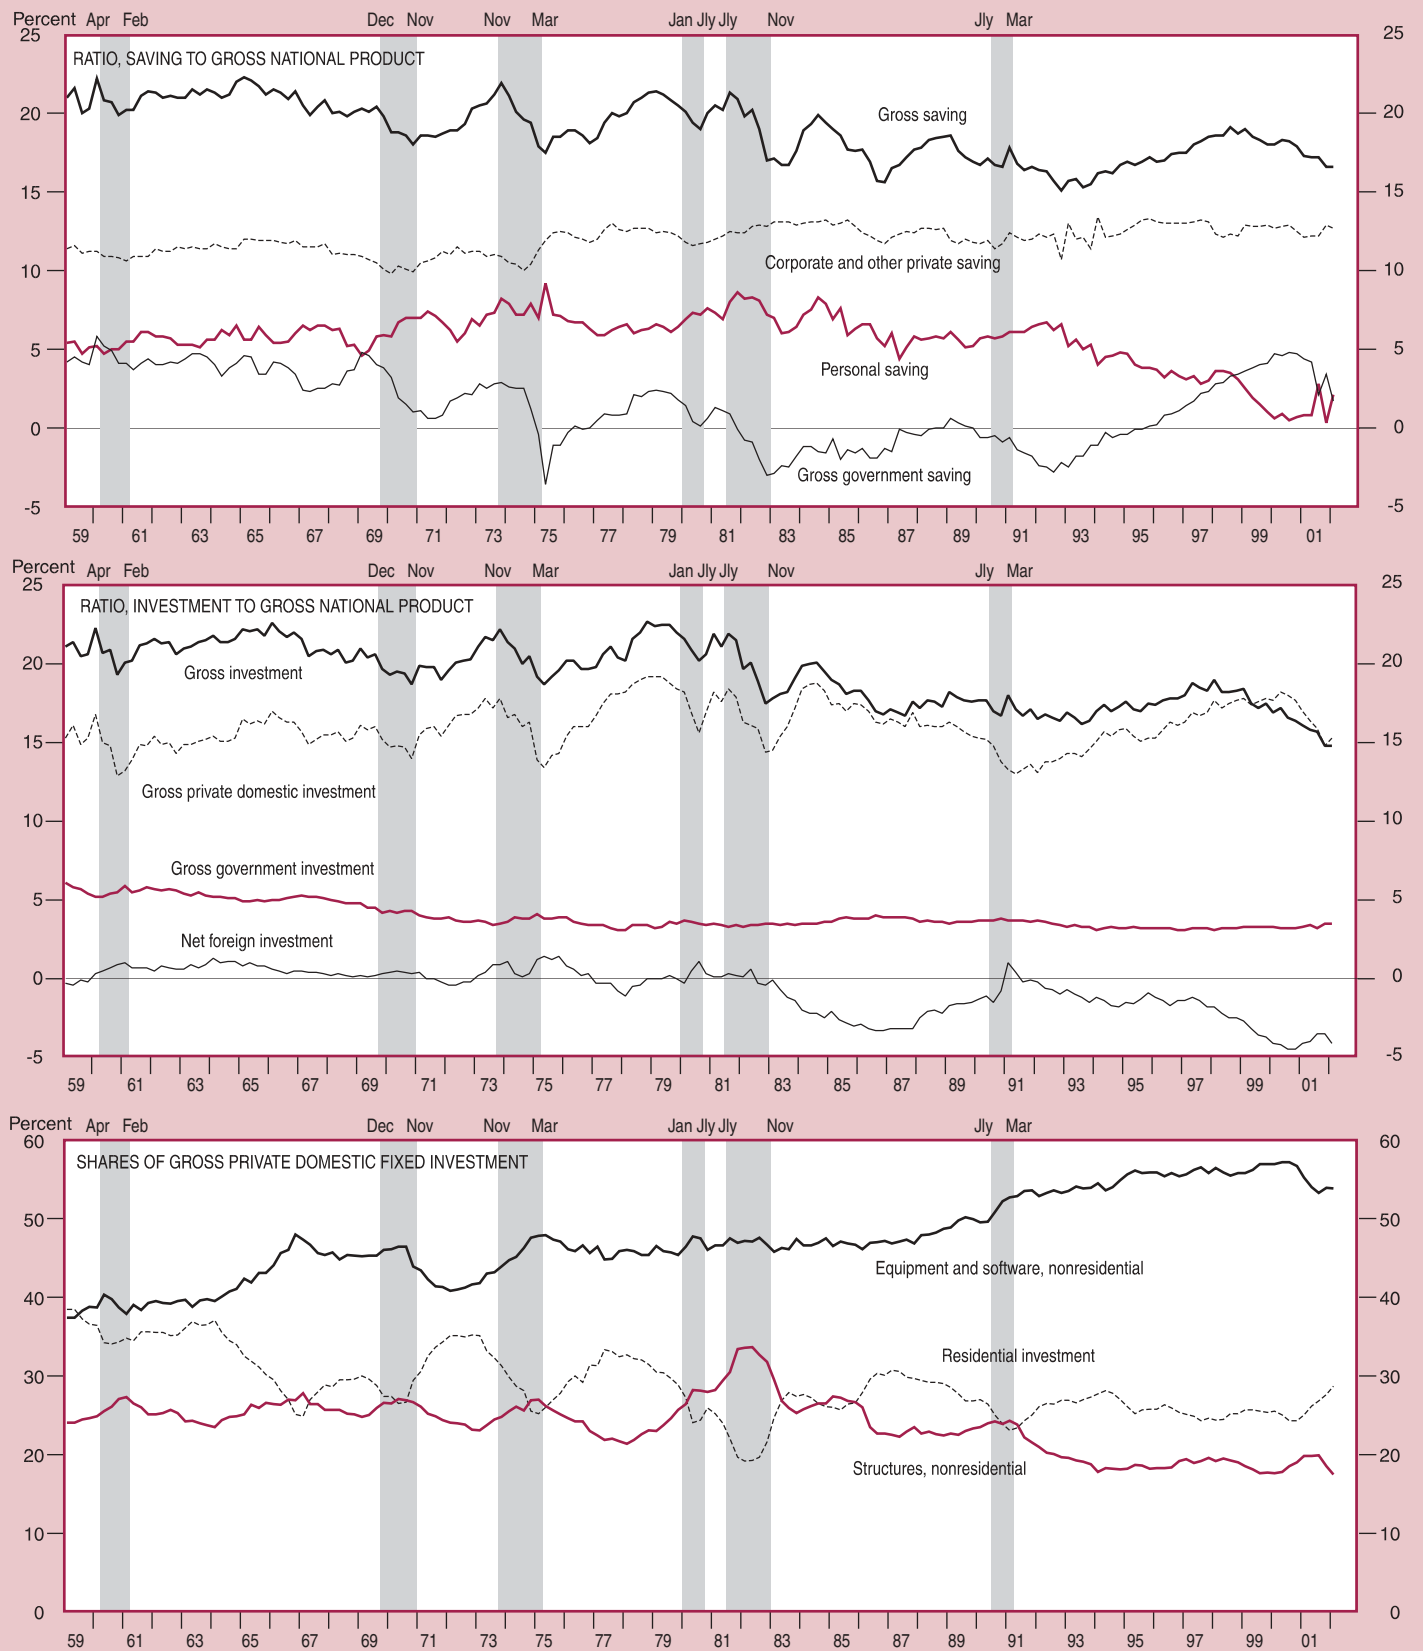 Percent Apr Feb Dec Nov Nov Mar Jan Jly Jly Nov Jly Mar
25 25
RATIO, SAVING TO GROSS NATIONAL PRODUCT
20 Gross saving 20
15 15
10 Corporate and other private saving 10
5 5
Personal saving
0 0
Gross government saving
-5 -5
59 61 63 65 67 69 71 73 75 77 79 81 83 85 87 89 91 93 95 97 99 01
Percent Apr Feb Dec Nov Nov Mar Jan Jly Jly Nov Jly Mar
25 25
RATIO, INVESTMENT TO GROSS NATIONAL PRODUCT
20 20
Gross investment
15 15
Gross private domestic investment
10 10
Gross government investment
5 5
Net foreign investment
0 0
-5 -5
59 61 63 65 67 69 71 73 75 77 79 81 83 85 87 89 91 93 95 97 99 01
Percent Apr Feb Dec Nov Nov Mar Jan Jly Jly Nov Jly Mar
60 60
SHARES OF GROSS PRIVATE DOMESTIC FIXED INVESTMENT
50 50
Equipment and software, nonresidential
40 40
Residential investment
30 30
20 20
Structures, nonresidential
10 10
0 0
59 61 63 65 67 69 71 73 75 77 79 81 83 85 87 89 91 93 95 97 99 01